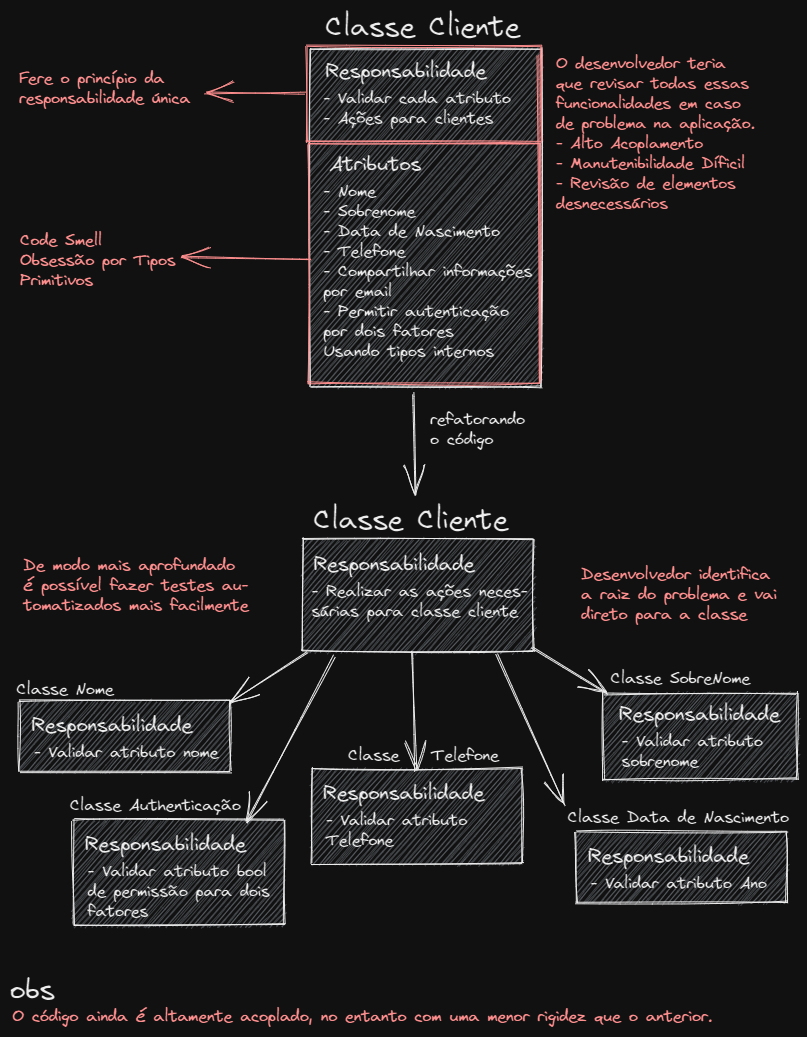 Classe Cliente
Fere o princípio da
responsabilidade única
Responsabilidade
- Validar cada atributo
- Ações para clientes
O desenvolvedor teria
que revisar todas essas
funcionalidades em caso
de problema na aplicação.
- Alto Acoplamento
- Manutenibilidade Díficil
- Revisão de elementos
desnecessários
Atributos
- Nome
- Sobrenome
- Data de Nascimento
- Telefone
- Compartilhar informações
por email
- Permitir autenticação
por dois fatores
Usando tipos internos
Code Smell
Obsessão por Tipos
Primitivos
refatorando
o código
Classe Cliente
De modo mais aprofundado
é possível fazer testes au-
tomatizados mais facilmente
Responsabilidade
- Realizar as ações neces-
sárias para classe cliente
Desenvolvedor identifica
a raiz do problema e vai
direto para a classe
Classe Nome
Responsabilidade
- Validar atributo nome
Classe SobreNome
Responsabilidade
- Validar atributo
sobrenome
Classe Telefone
Responsabilidade
- Validar atributo
Telefone
Classe Authenticação
Responsabilidade
- Validar atributo bool
de permissão para dois
fatores
Classe Data de Nascimento
Responsabilidade
- Validar atributo Ano
obs
O código ainda é altamente acoplado, no entanto com uma menor rigidez que o anterior.